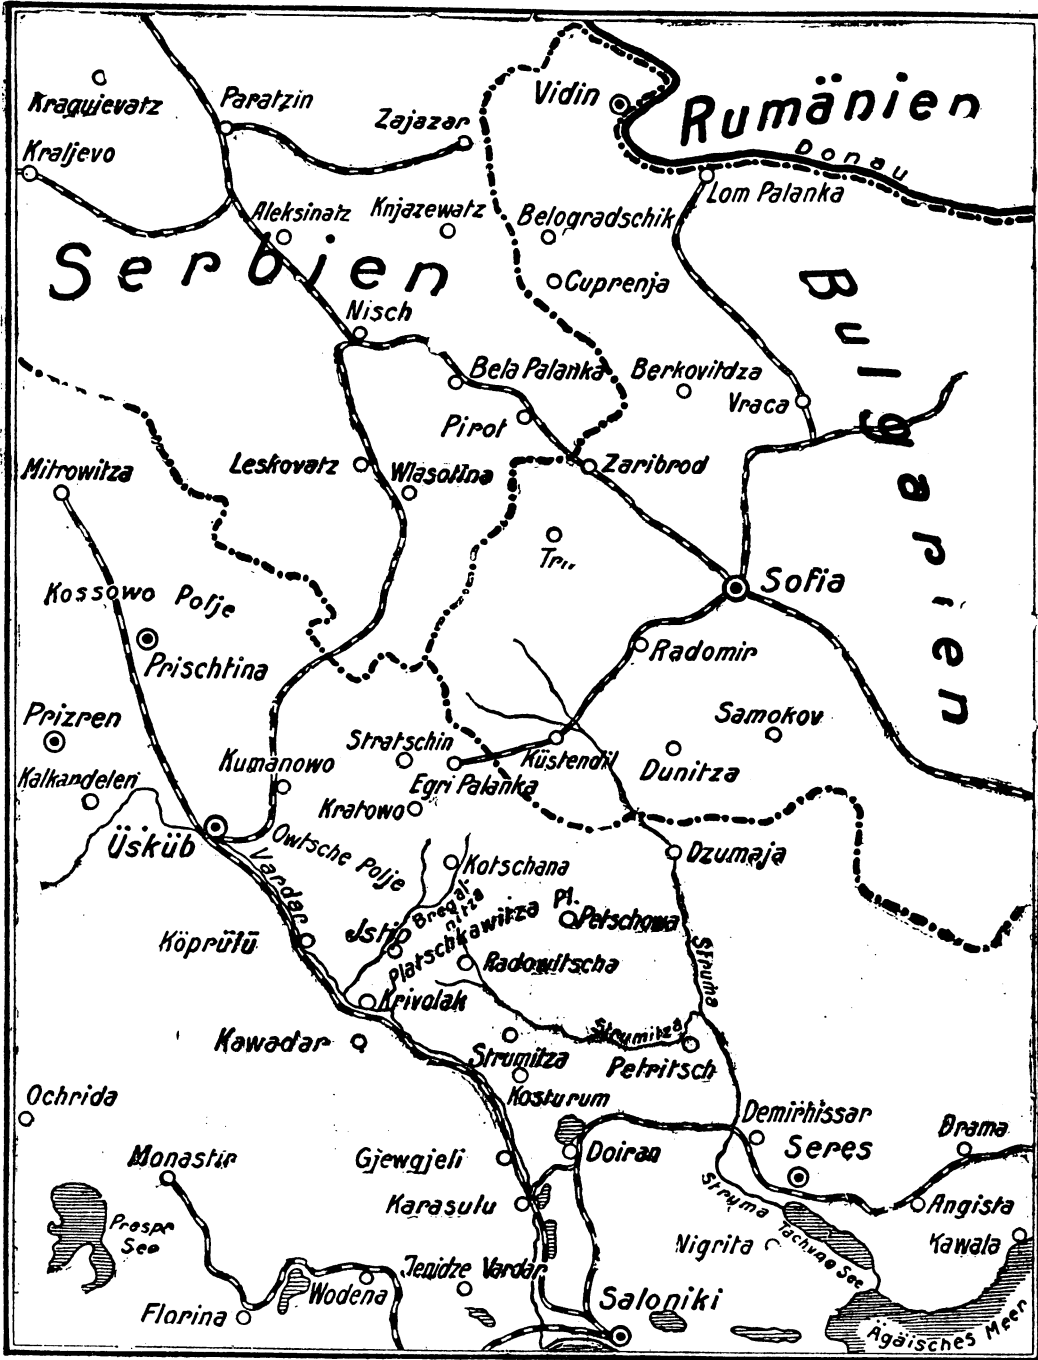 Kragujevatz
Paratzin
Zajazar
Vidin
Rumänien
Donau
Kraljevo
Lom Palanka
Aleksinatz
Knjazewatz
Belogradschik
Serbien
Cuprenja
Bulgarien
Nisch
Bela Palanka
Berkovitdza
Vraca
Pirot
Mitrowitza
Leskovatz
Wlasotina
Zaribrod
Sofia
Kossowo Polje
Prischtina
Radomir
Prizren
Samokov
Stratschin
Küstendil
Dunitza
Kalkandelen
Kumanowo
Egri Palanka
Kratowo
Üsküb
Owtsche Polje
Dzumaja
Vardar
Kotschana
Bregal-
nitza
Platschkawitza Pl.
Petschowa
Köprülü
Jstip
Radowitscha
Struma
Krivolak
Kawadar
Strumitza
Strumitza
Petritsch
Kosturum
Ochrida
Demirhissar
Drama
Monastir
Gjewgjeli
Doiran
Seres
Karasulu
Struma
Angista
Prespa
See
Nigrita
Tachyno See
Kawala
Jenidze Vardar
Wodena
Florina
Saloniki
Ägäisches Meer